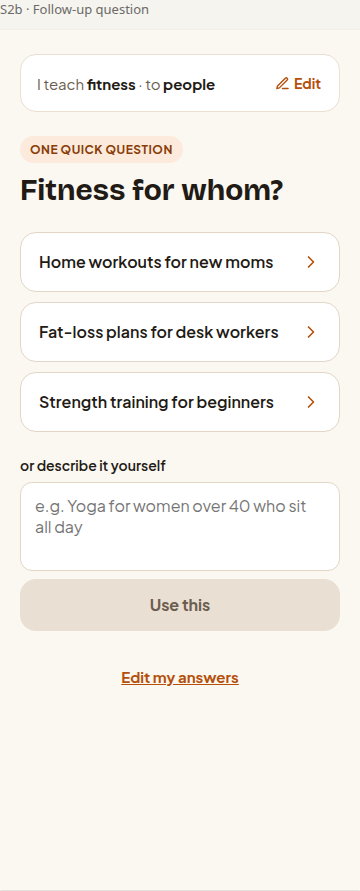 S2b · Follow-up question
I teach fitness · to people
Edit
ONE QUICK QUESTION
Fitness for whom?
Home workouts for new moms
Fat-loss plans for desk workers
Strength training for beginners
or describe it yourself
e.g. Yoga for women over 40 who sit
all day
Use this
Edit my answers